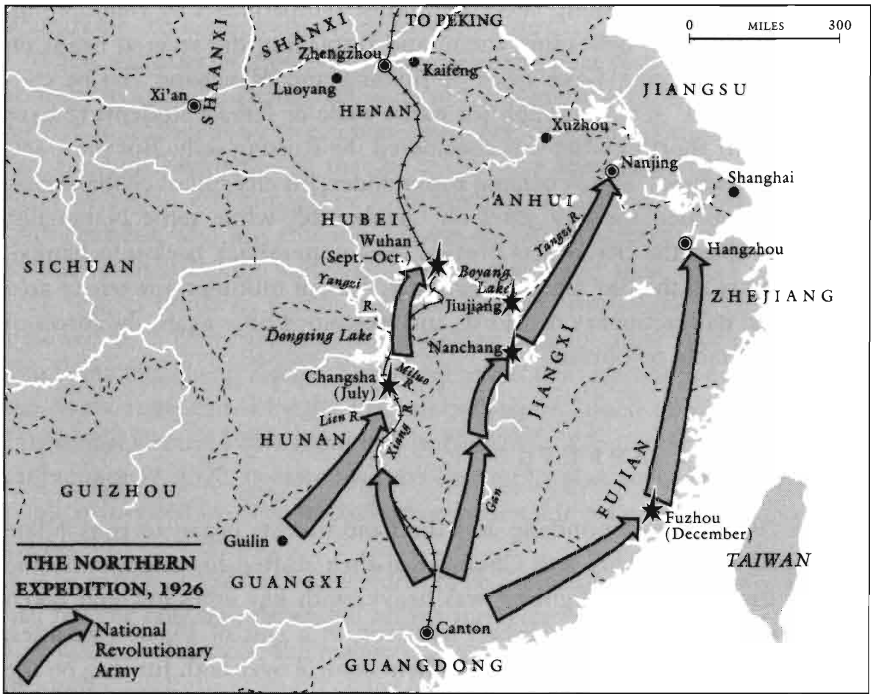 TO PEKING
0
MILES
300
SHANXI
SHAANXI
Zhengzhou
Kaifeng
Luoyang
Xi'an
HENAN
JIANGSU
Xuzhou
Nanjing
Shanghai
ANHUI
HUBEI
Wuhan
(Sept.–Oct.)
Yangzi R.
Hangzhou
SICHUAN
Yangzi
R.
Boyang
Lake
Jiujiang
ZHEJIANG
Dongting Lake
Nanchang
JIANGXI
Miluo
R.
Changsha
(July)
Lien R.
Xiang R.
HUNAN
GUIZHOU
Gan
FUJIAN
Fuzhou
(December)
Guilin
TAIWAN
THE NORTHERN
EXPEDITION, 1926
GUANGXI
National
Revolutionary
Army
Canton
GUANGDONG